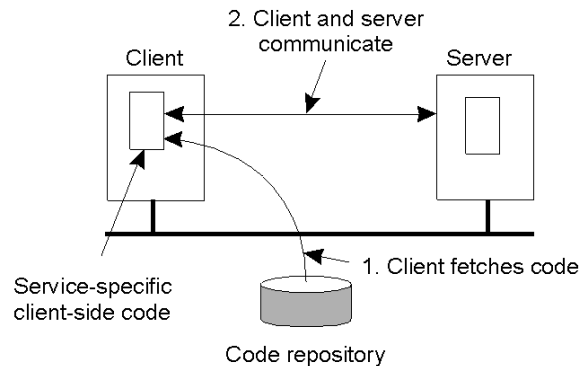 2. Client and server
communicate
Client
Server
1. Client fetches code
Service-specific
client-side code
Code repository